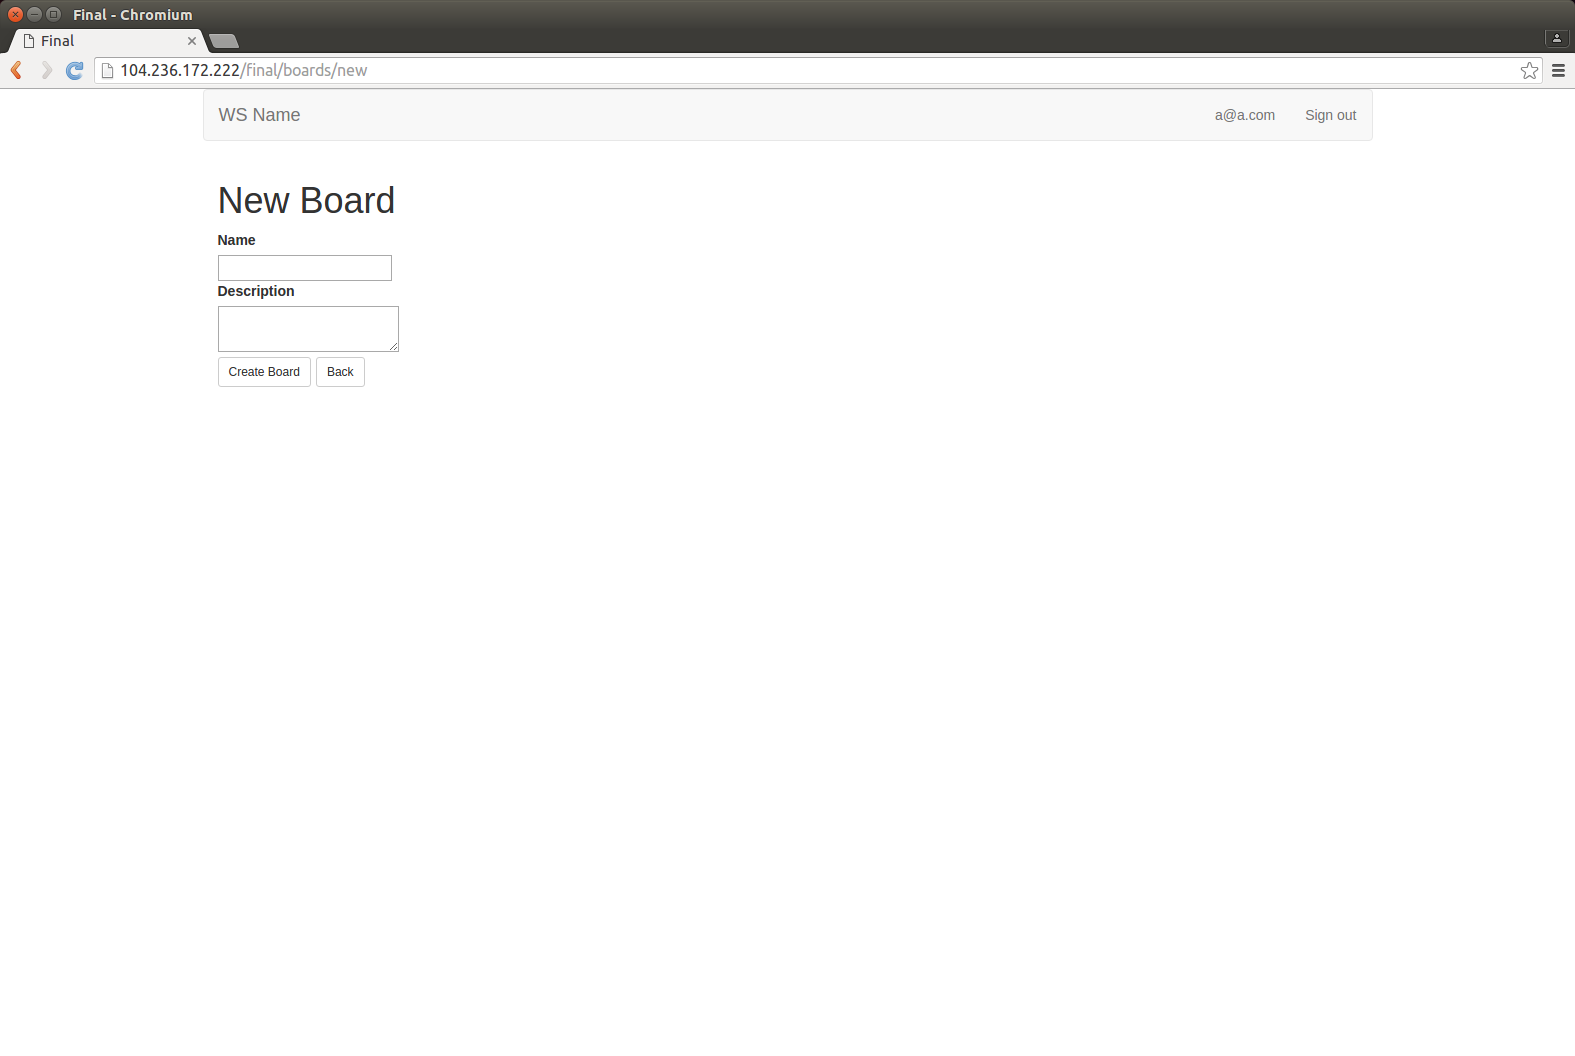 Final - Chromium
Final
104.236.172.222/final/boards/new
WS Name a@a.com Sign out
New Board
Name
Description
Create Board Back